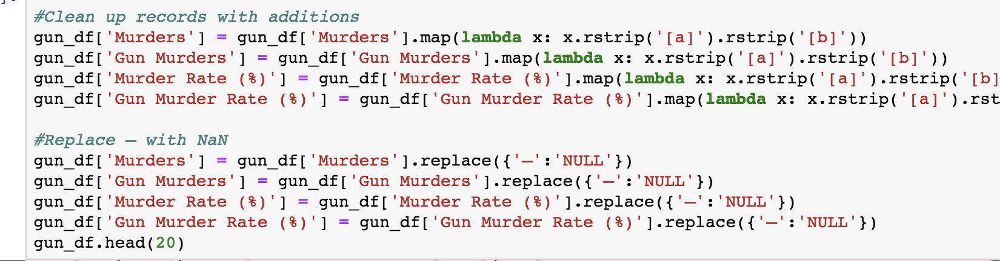 #Clean up records with additions
gun_df['Murders'] = gun_df['Murders'].map(lambda x: x.rstrip('[a]').rstrip('[b]'))
gun_df['Gun Murders'] = gun_df['Gun Murders'].map(lambda x: x.rstrip('[a]').rstrip('[b]'))
gun_df['Murder Rate (%)'] = gun_df['Murder Rate (%)'].map(lambda x: x.rstrip('[a]').rstrip('[b]
gun_df['Gun Murder Rate (%)'] = gun_df['Gun Murder Rate (%)'].map(lambda x: x.rstrip('[a]').rst
#Replace — with NaN
gun_df['Murders'] = gun_df['Murders'].replace({'—':'NULL'})
gun_df['Gun Murders'] = gun_df['Gun Murders'].replace({'—':'NULL'})
gun_df['Murder Rate (%)'] = gun_df['Murder Rate (%)'].replace({'—':'NULL'})
gun_df['Gun Murder Rate (%)'] = gun_df['Gun Murder Rate (%)'].replace({'—':'NULL'})
gun_df.head(20)